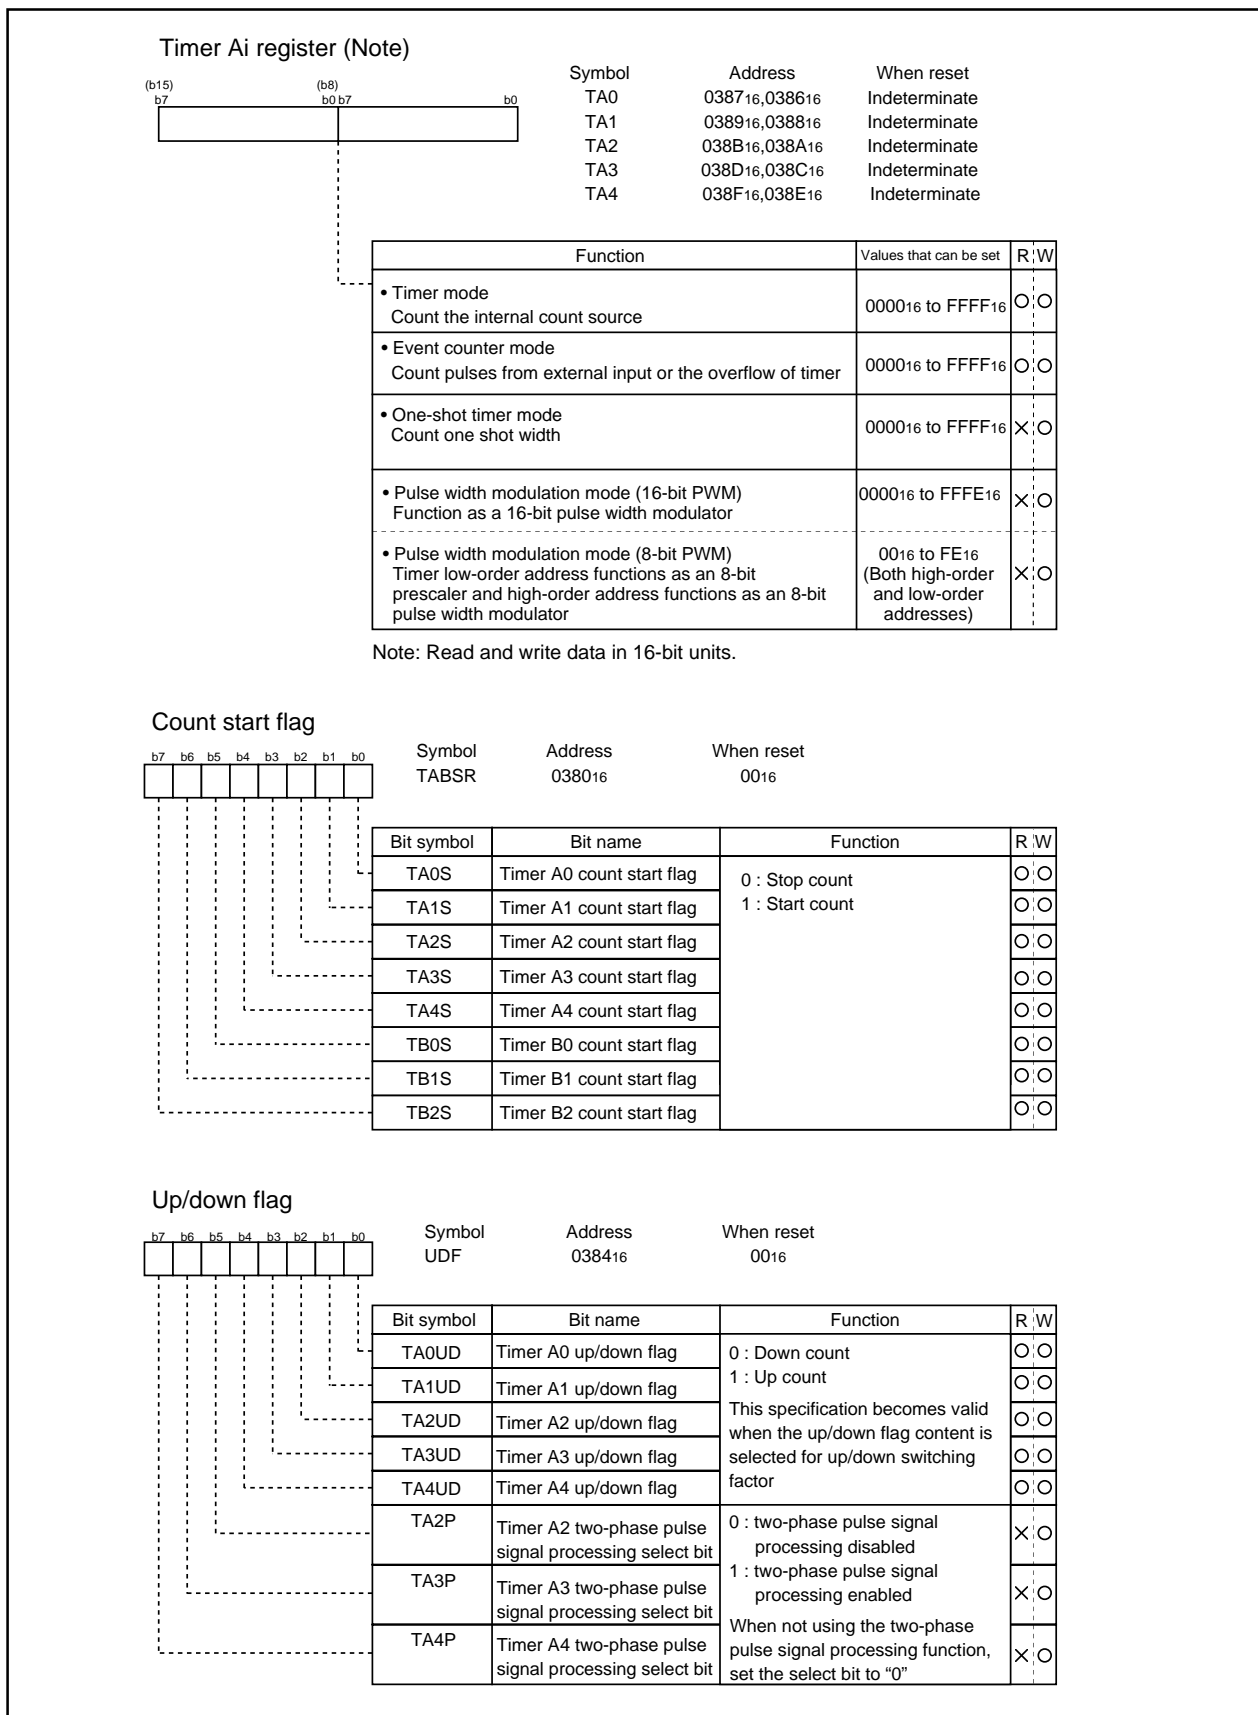 Timer Ai register (Note)
(b15) (b8)
b7 b0 b7 b0
Symbol Address When reset
TA0 038716,038616 Indeterminate
TA1 038916,038816 Indeterminate
TA2 038B16,038A16 Indeterminate
TA3 038D16,038C16 Indeterminate
TA4 038F16,038E16 Indeterminate
Function Values that can be set R W
• Timer mode
Count the internal count source
000016 to FFFF16
• Event counter mode
Count pulses from external input or the overflow of timer
000016 to FFFF16
• One-shot timer mode
Count one shot width
000016 to FFFF16
• Pulse width modulation mode (16-bit PWM)
Function as a 16-bit pulse width modulator
000016 to FFFE16
• Pulse width modulation mode (8-bit PWM)
Timer low-order address functions as an 8-bit
prescaler and high-order address functions as an 8-bit
pulse width modulator
0016 to FE16
(Both high-order
and low-order
addresses)
Note: Read and write data in 16-bit units.
Count start flag
b7 b6 b5 b4 b3 b2 b1 b0
Symbol Address When reset
TABSR 038016 0016
Bit symbol Bit name Function R W
TA0S Timer A0 count start flag
TA1S Timer A1 count start flag
TA2S Timer A2 count start flag
TA3S Timer A3 count start flag
TA4S Timer A4 count start flag
TB0S Timer B0 count start flag
TB1S Timer B1 count start flag
TB2S Timer B2 count start flag
0 : Stop count
1 : Start count
Up/down flag
b7 b6 b5 b4 b3 b2 b1 b0
Symbol Address When reset
UDF 038416 0016
Bit symbol Bit name Function R W
TA0UD Timer A0 up/down flag
TA1UD Timer A1 up/down flag
TA2UD Timer A2 up/down flag
TA3UD Timer A3 up/down flag
TA4UD Timer A4 up/down flag
0 : Down count
1 : Up count
This specification becomes valid
when the up/down flag content is
selected for up/down switching
factor
TA2P Timer A2 two-phase pulse
signal processing select bit
TA3P Timer A3 two-phase pulse
signal processing select bit
TA4P Timer A4 two-phase pulse
signal processing select bit
0 : two-phase pulse signal
processing disabled
1 : two-phase pulse signal
processing enabled
When not using the two-phase
pulse signal processing function,
set the select bit to “0”